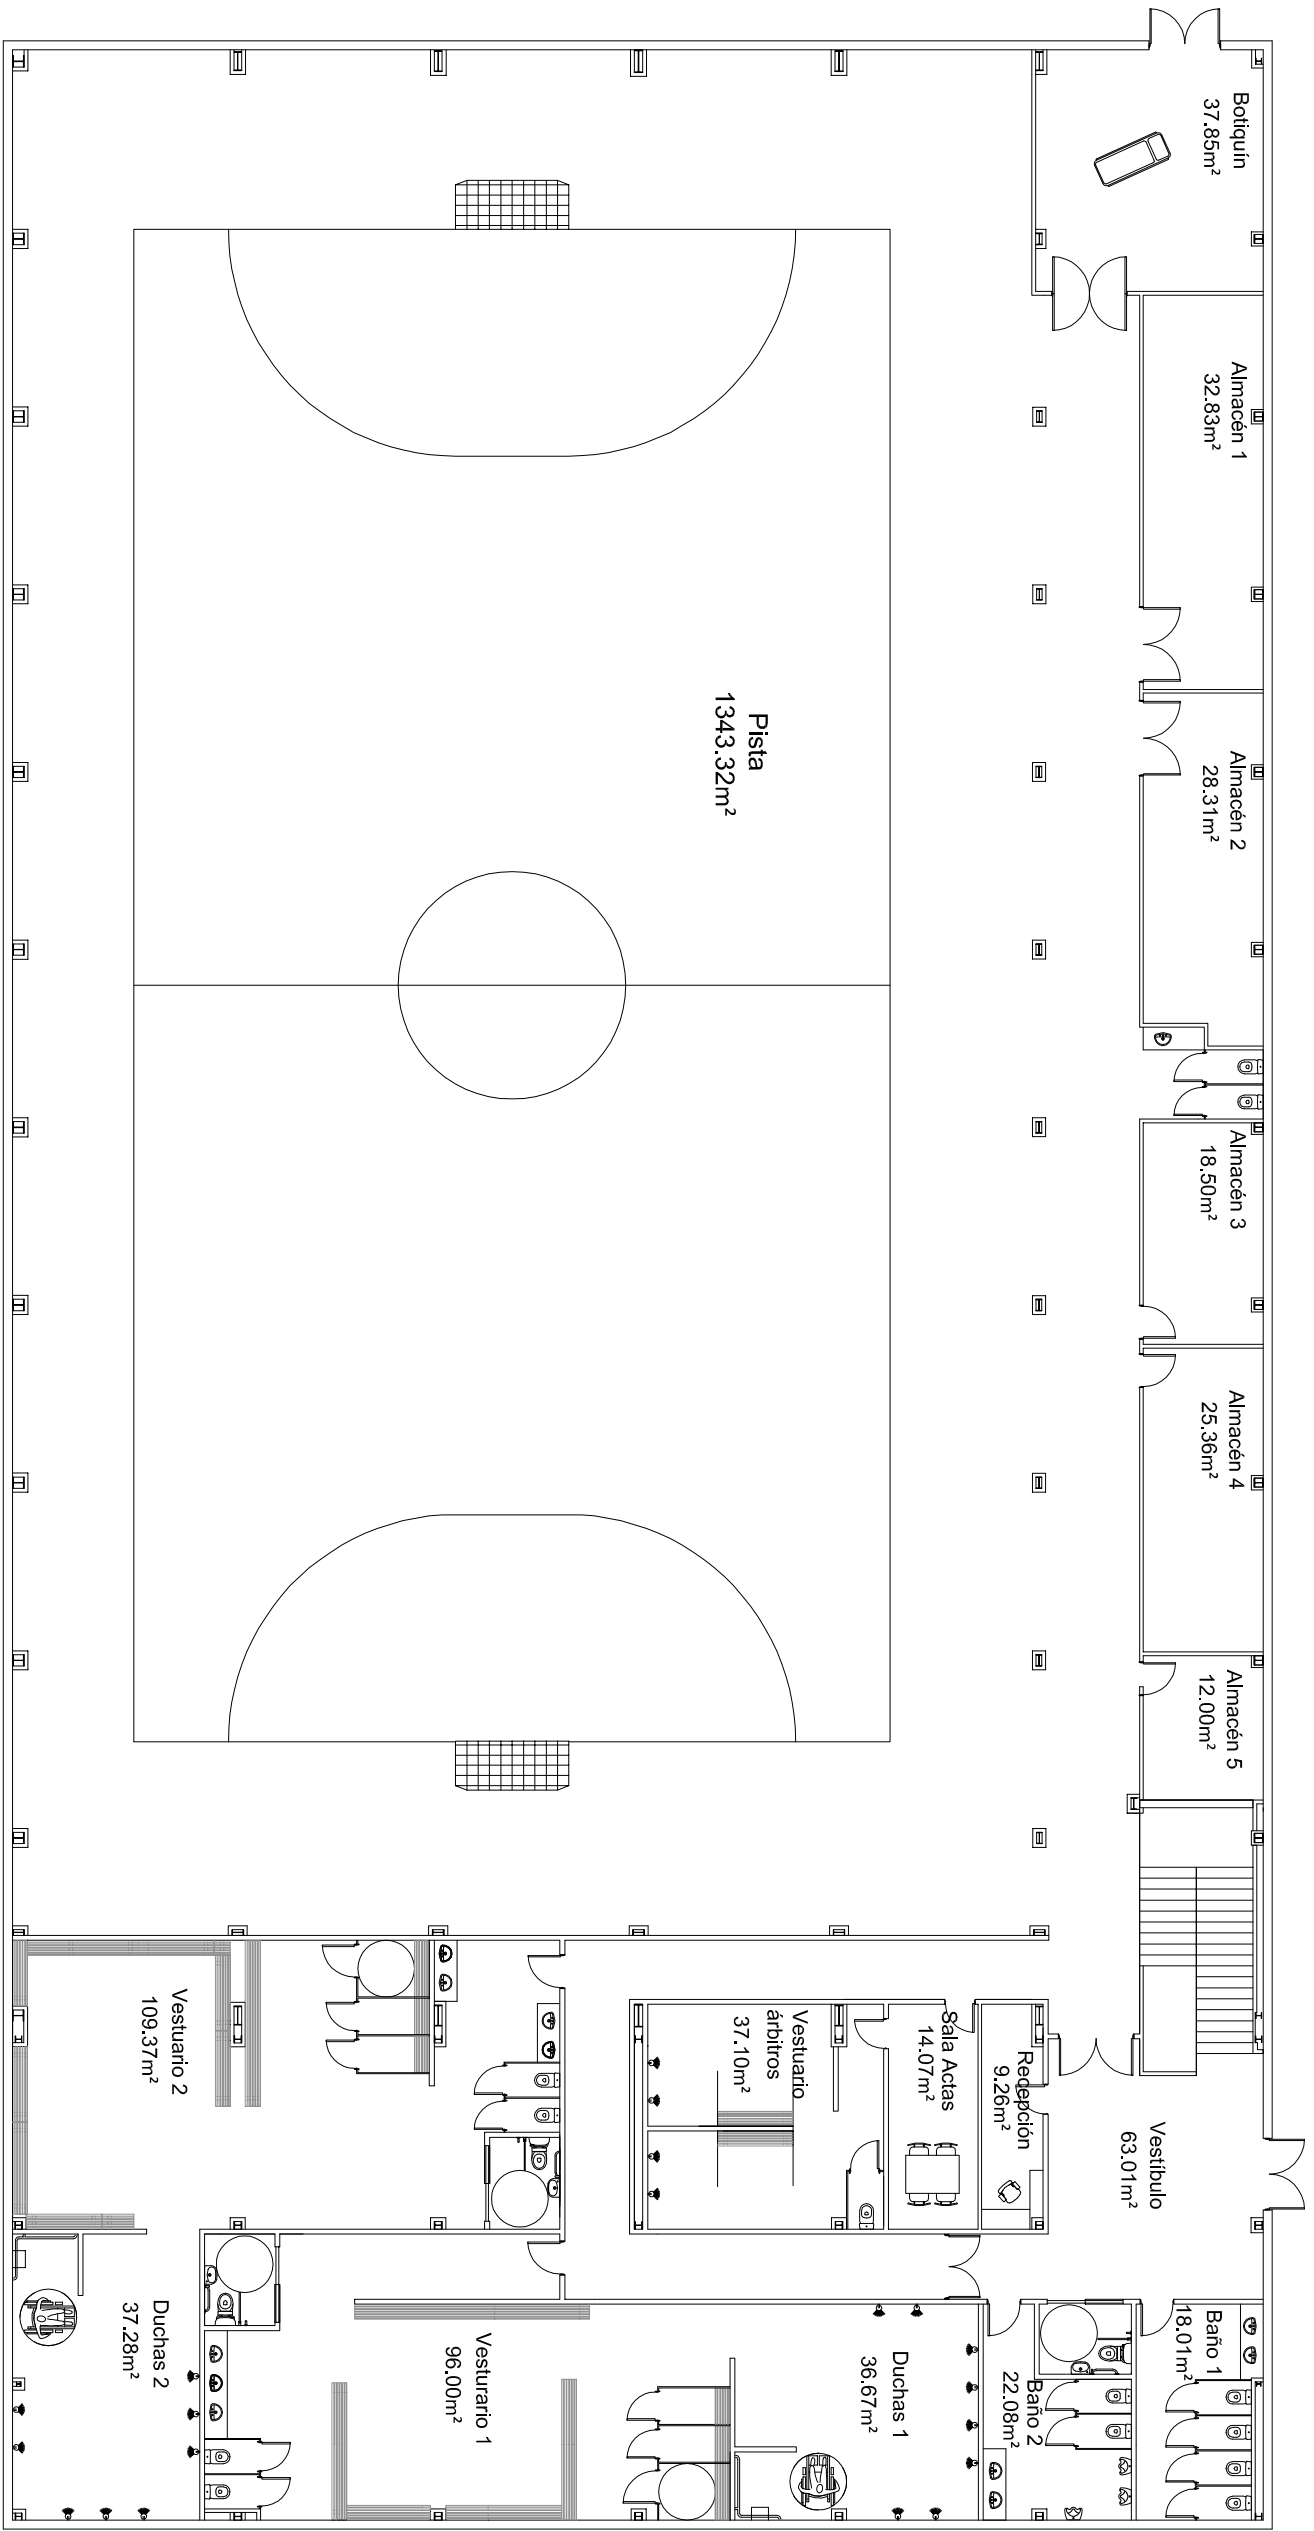 Botiquín
37.85m²
Almacén 1
32.83m²
Almacén 2
28.31m²
Pista
1343.32m²
Almacén 3
18.50m²
Almacén 4
25.36m²
Almacén 5
12.00m²
Vestuario 2
109.37m²
Vestuario
árbitros
37.10m²
Sala Actas
14.07m²
Recepción
9.26m²
Vestíbulo
63.01m²
Duchas 2
37.28m²
Vesturario 1
96.00m²
Duchas 1
36.67m²
Baño 2
22.08m²
Baño 1
18.01m²